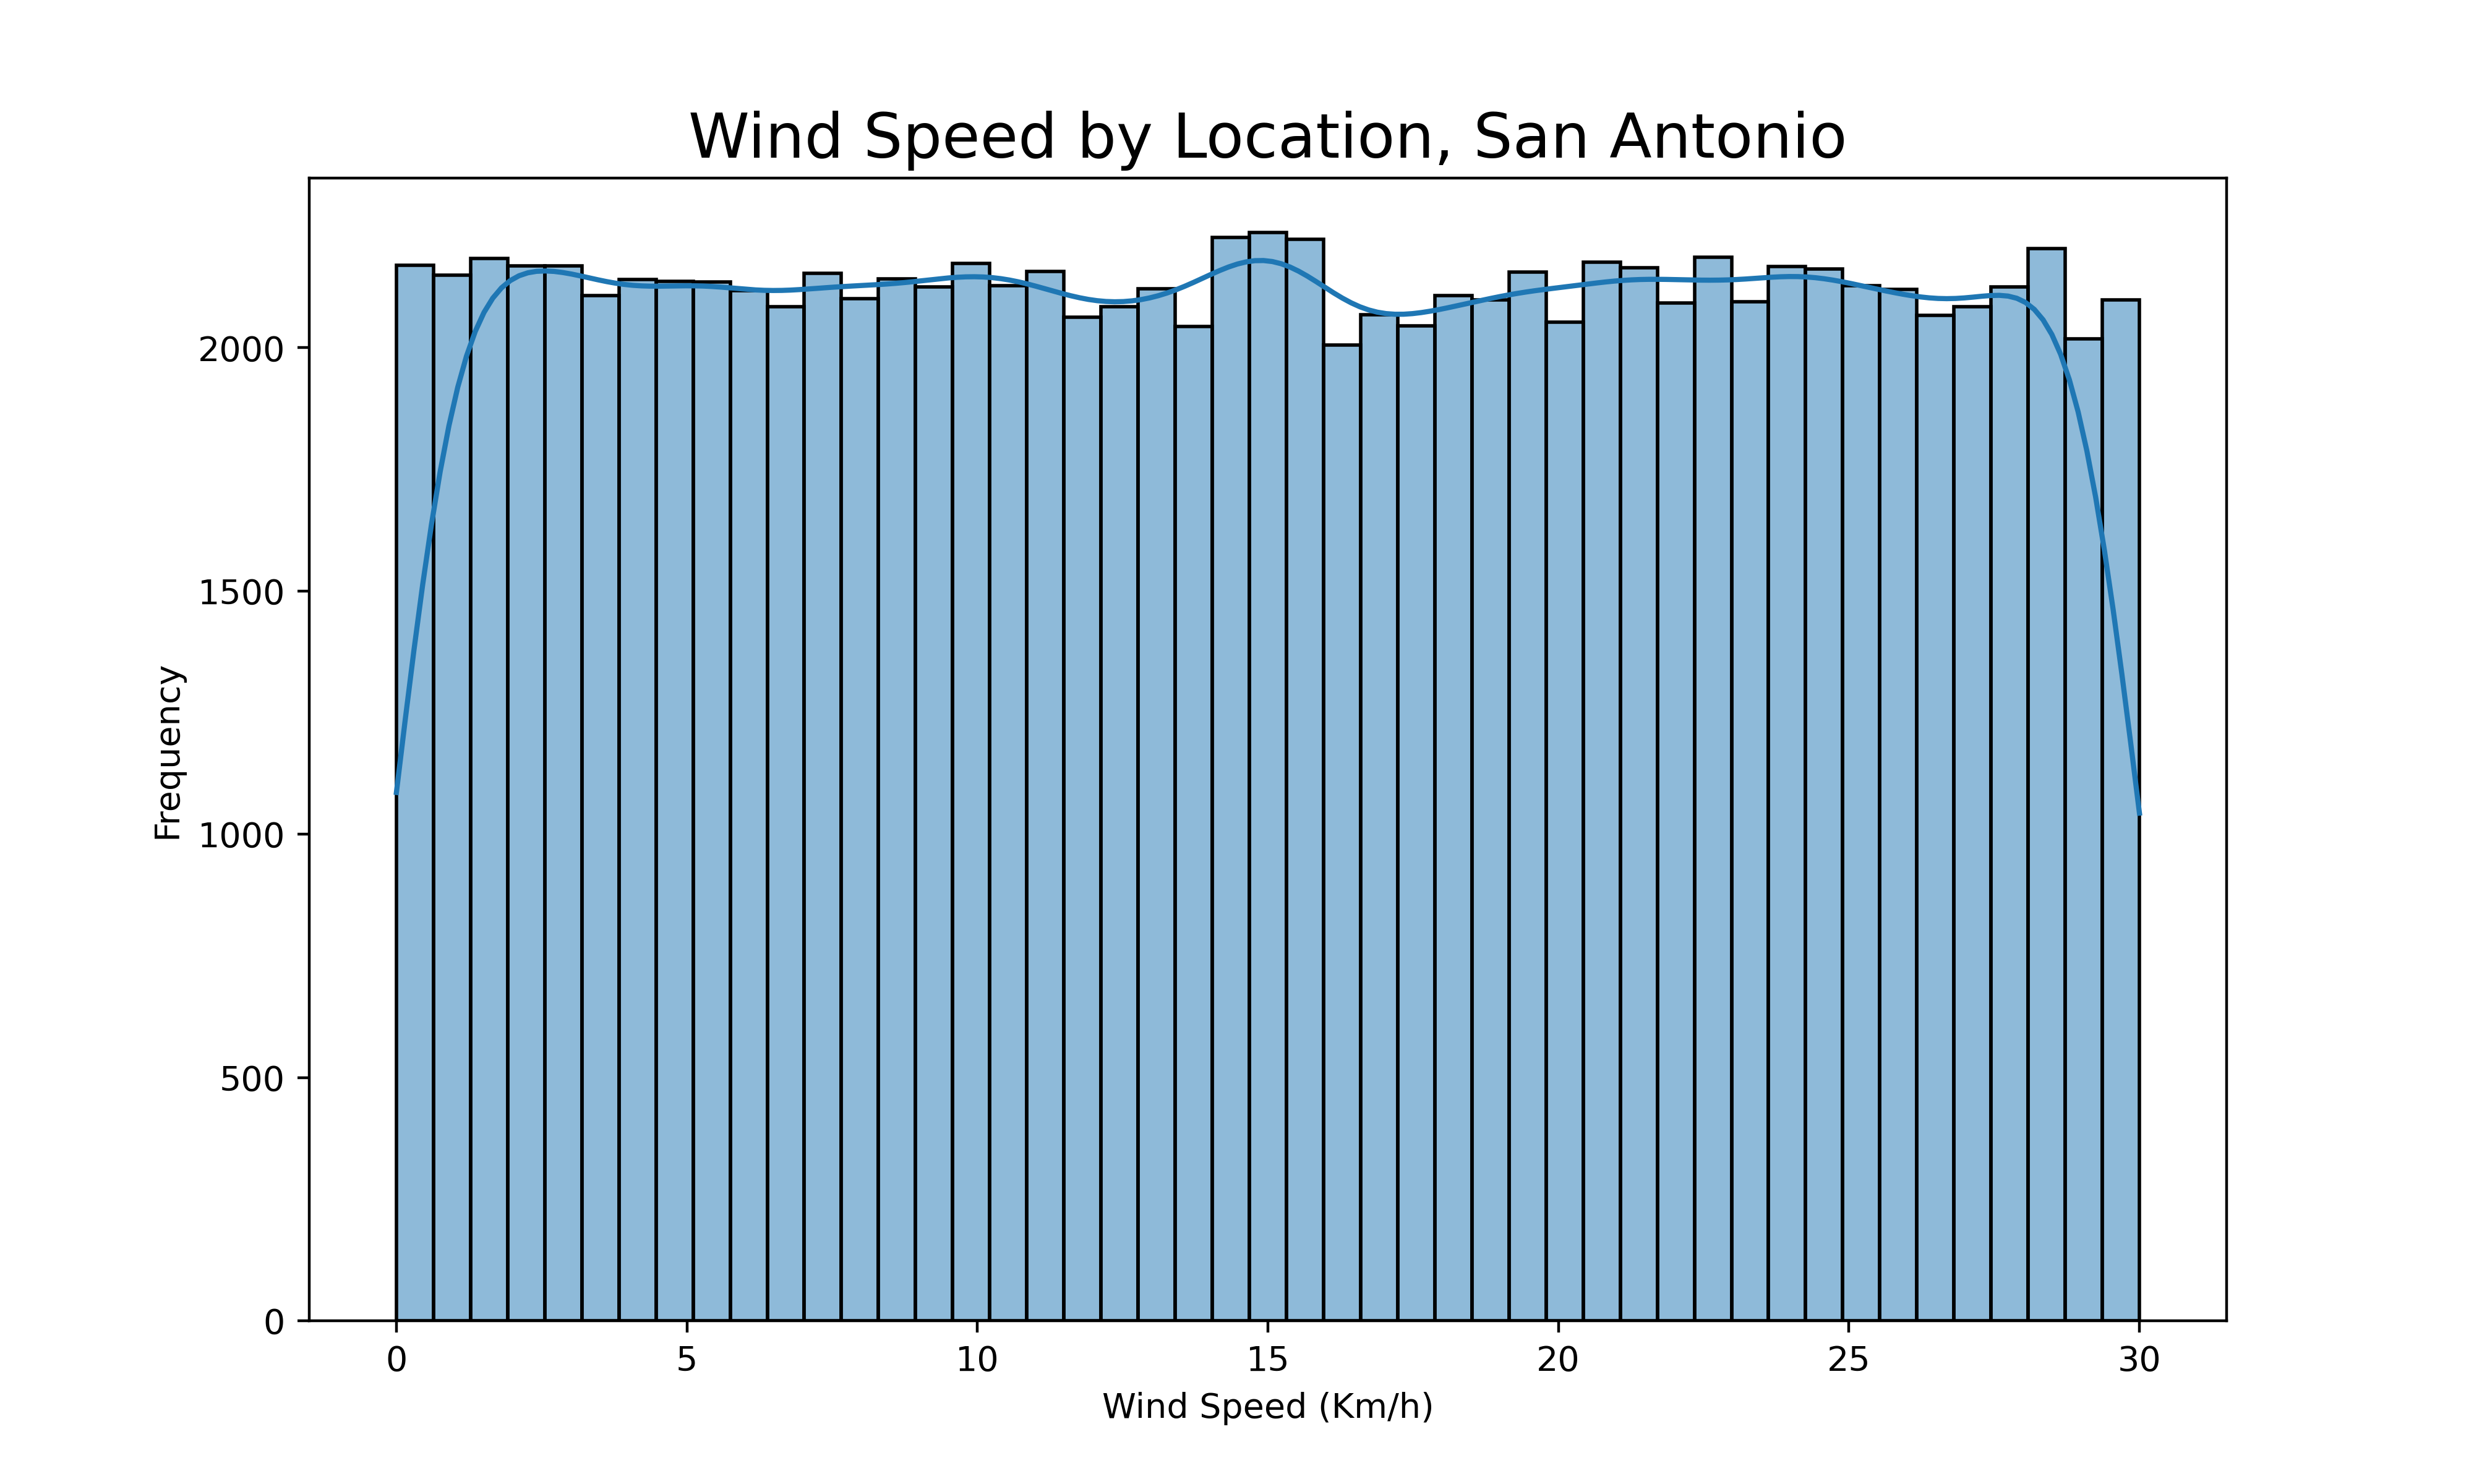 Wind Speed by Location, San Antonio
Frequency
2000
1500
1000
500
0
0 5 10 15 20 25 30
Wind Speed (Km/h)